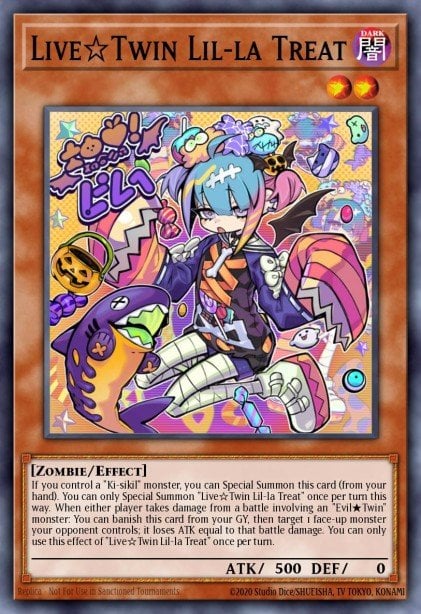 Live☆Twin Lil-la Treat
DARK
闇
[Zombie/Effect]
If you control a "Ki-sikil" monster, you can Special Summon this card (from your
hand). You can only Special Summon "Live☆Twin Lil-la Treat" once per turn this
way. When either player takes damage from a battle involving an "Evil★Twin"
monster: You can banish this card from your GY, then target 1 face-up monster
your opponent controls; it loses ATK equal to that battle damage. You can only
use this effect of "Live☆Twin Lil-la Treat" once per turn.
ATK/ 500 DEF/ 0
Replica - Not For Use in Sanctioned Tournaments
©2020 Studio Dice/SHUEISHA, TV TOKYO, KONAMI